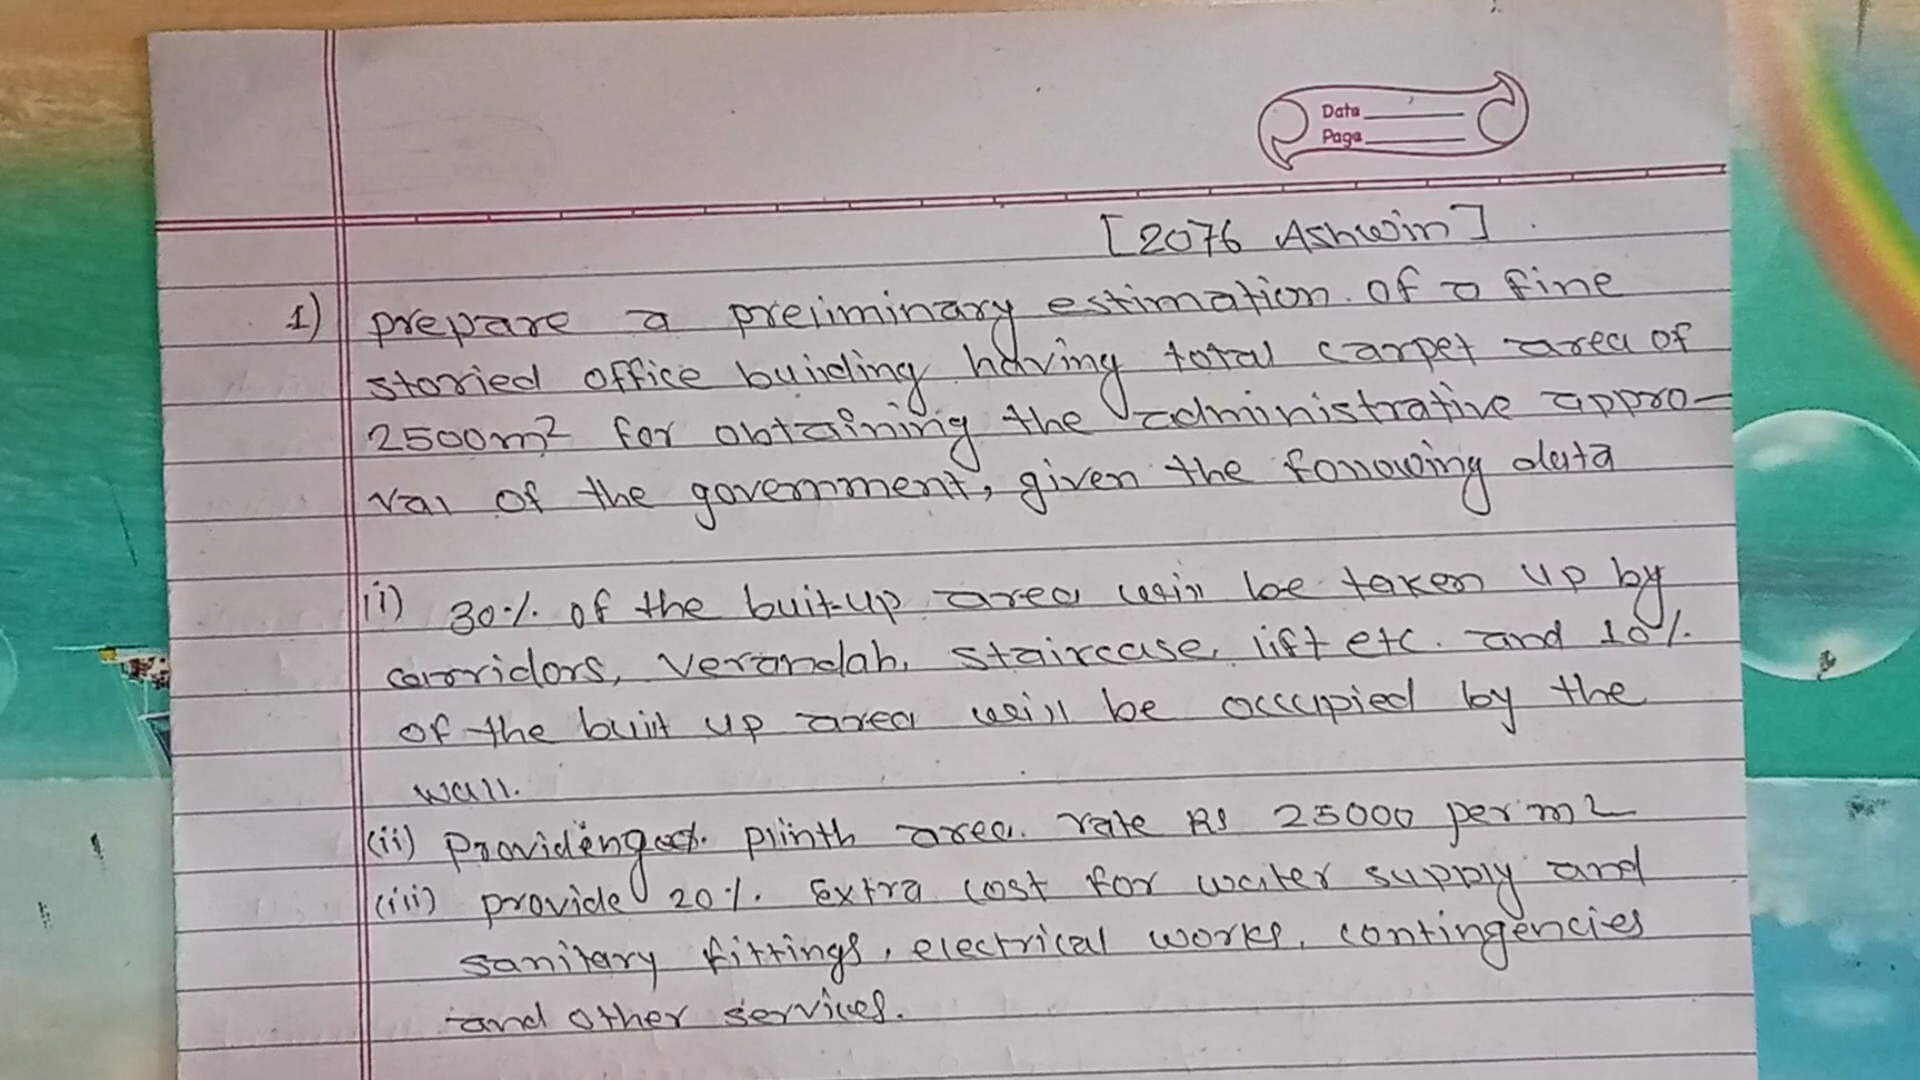 Date
Page
[2076 Ashwin]
1) prepare a preliminary estimation of a fine
storied office building having total carpet area of
2500m² for obtaining the administrative appro-
val of the government, given the following data
ii) 30% of the buit-up area will be taken up by
corridors, verandah, staircase, lift etc. and 10%
of the built up area will be occupied by the
wall.
(ii) Providing plinth area rate Rs 25000 per m2
(iii) provide 20% Extra cost for water supply and
sanitary fittings, electrical works, contingencies
and other services.